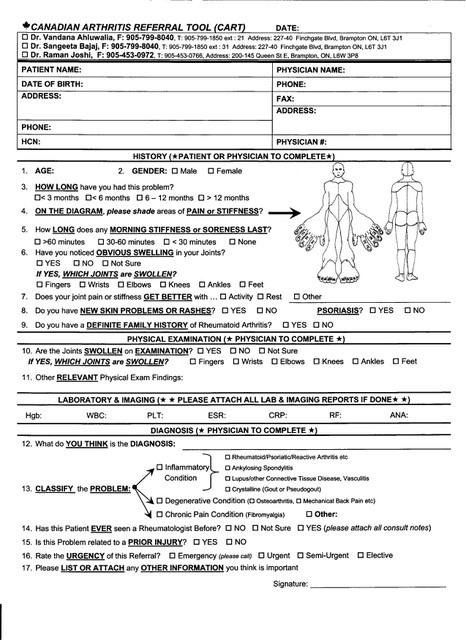 CANADIAN ARTHRITIS REFERRAL TOOL (CART) DATE:
☐ Dr. Vandana Ahluwalia, F: 905-799-8040, T: 905-799-1850 ext : 21 Address: 227-40 Finchgate Blvd, Brampton ON, L6T 3J1
☐ Dr. Sangeeta Bajaj, F: 905-799-8040, T: 905-799-1850 ext : 31 Address: 227-40 Finchgate Blvd, Brampton ON, L6T 3J1
☐ Dr. Raman Joshi, F: 905-453-0972, T: 905-453-0766, Address: 200-145 Queen St E, Brampton, ON, L6W 3P8
PATIENT NAME: PHYSICIAN NAME:
DATE OF BIRTH: PHONE:
ADDRESS: FAX:
ADDRESS:
PHONE:
HCN: PHYSICIAN #:
HISTORY (★PATIENT OR PHYSICIAN TO COMPLETE★)
1. AGE: 2. GENDER: ☐ Male ☐ Female
3. HOW LONG have you had this problem?
☐< 3 months ☐< 6 months ☐ 6 – 12 months ☐ > 12 months
4. ON THE DIAGRAM, please shade areas of PAIN or STIFFNESS?
5. How LONG does any MORNING STIFFNESS or SORENESS LAST?
☐ >60 minutes ☐ 30-60 minutes ☐ < 30 minutes ☐ None
6. Have you noticed OBVIOUS SWELLING in your Joints?
☐ YES ☐ NO ☐ Not Sure
If YES, WHICH JOINTS are SWOLLEN?
☐ Fingers ☐ Wrists ☐ Elbows ☐ Knees ☐ Ankles ☐ Feet
7. Does your joint pain or stiffness GET BETTER with … ☐ Activity ☐ Rest ☐ Other
8. Do you have NEW SKIN PROBLEMS OR RASHES? ☐ YES ☐ NO PSORIASIS? ☐ YES ☐ NO
9. Do you have a DEFINITE FAMILY HISTORY of Rheumatoid Arthritis? ☐ YES ☐ NO
PHYSICAL EXAMINATION (★ PHYSICIAN TO COMPLETE ★)
10. Are the Joints SWOLLEN on EXAMINATION? ☐ YES ☐ NO ☐ Not Sure
If YES, WHICH JOINTS are SWOLLEN? ☐ Fingers ☐ Wrists ☐ Elbows ☐ Knees ☐ Ankles ☐ Feet
11. Other RELEVANT Physical Exam Findings:
LABORATORY & IMAGING (★ ★ PLEASE ATTACH ALL LAB & IMAGING REPORTS IF DONE★ ★)
Hgb: WBC: PLT: ESR: CRP: RF: ANA:
DIAGNOSIS (★ PHYSICIAN TO COMPLETE ★)
12. What do YOU THINK is the DIAGNOSIS:
13. CLASSIFY the PROBLEM:
☐ Inflammatory Condition
☐ Rheumatoid/Psoriatic/Reactive Arthritis etc
☐ Ankylosing Spondylitis
☐ Lupus/other Connective Tissue Disease, Vasculitis
☐ Crystalline (Gout or Pseudogout)
☐ Degenerative Condition (☐ Osteoarthritis, ☐ Mechanical Back Pain etc)
☐ Chronic Pain Condition (Fibromyalgia) ☐ Other:
14. Has this Patient EVER seen a Rheumatologist Before? ☐ NO ☐ Not Sure ☐ YES (please attach all consult notes)
15. Is this Problem related to a PRIOR INJURY? ☐ YES ☐ NO
16. Rate the URGENCY of this Referral? ☐ Emergency (please call) ☐ Urgent ☐ Semi-Urgent ☐ Elective
17. Please LIST OR ATTACH any OTHER INFORMATION you think is important
Signature: